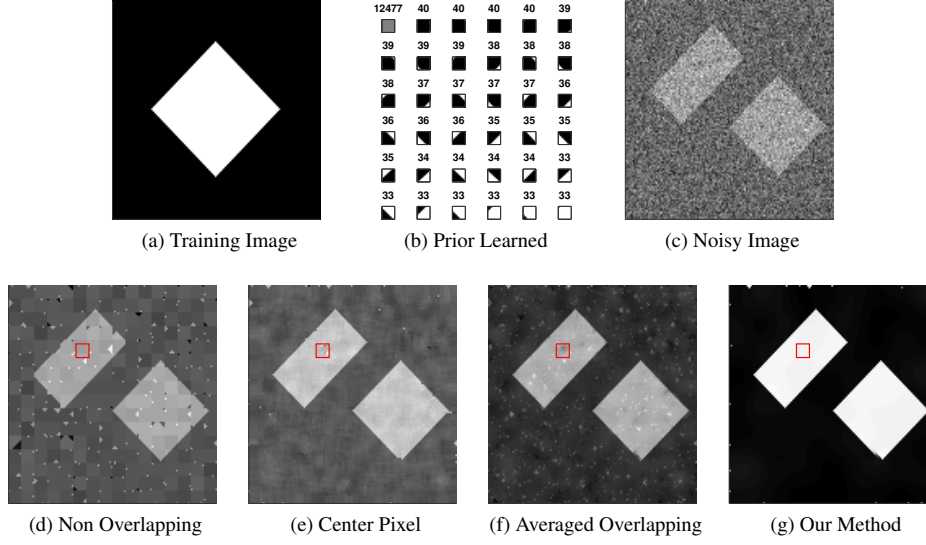 12477 40 40 40 40 39
39 39 39 38 38 38
38 37 37 37 37 36
36 36 36 35 35 35
35 34 34 34 34 33
33 33 33 33 33 33
(a) Training Image
(b) Prior Learned
(c) Noisy Image
(d) Non Overlapping
(e) Center Pixel
(f) Averaged Overlapping
(g) Our Method